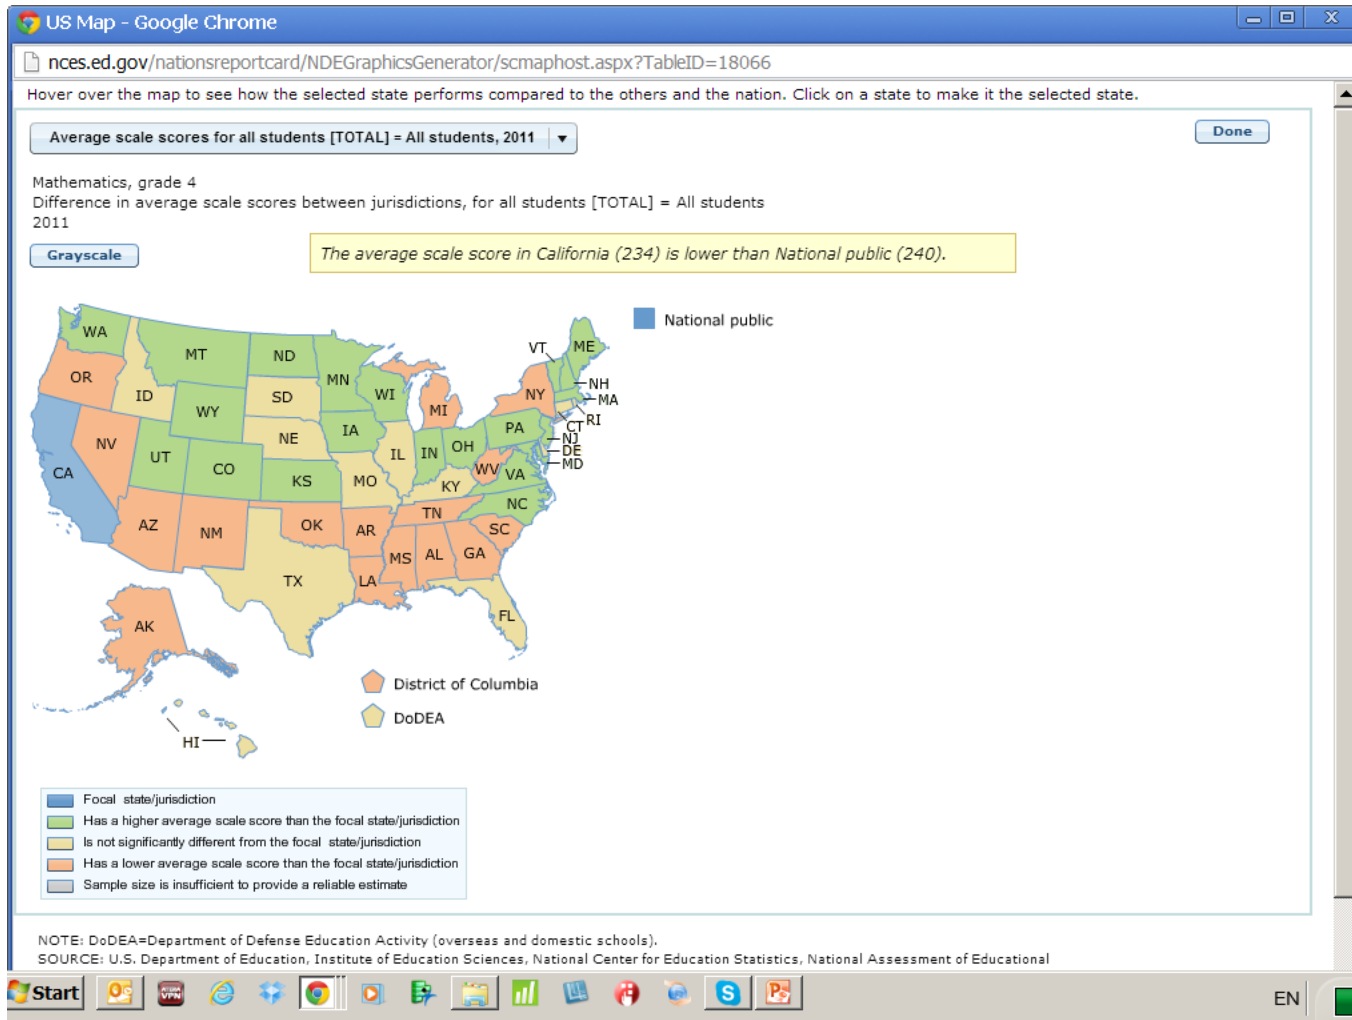 US Map - Google Chrome
nces.ed.gov/nationsreportcard/NDEGraphicsGenerator/scmaphost.aspx?TableID=18066
Hover over the map to see how the selected state performs compared to the others and the nation. Click on a state to make it the selected state.
Average scale scores for all students [TOTAL] = All students, 2011
Done
Mathematics, grade 4
Difference in average scale scores between jurisdictions, for all students [TOTAL] = All students
2011
Grayscale
The average scale score in California (234) is lower than National public (240).
National public
WA
MT
ND
MN
VT
ME
OR
ID
WY
SD
WI
MI
NY
NH
MA
RI
CT
NV
UT
CO
NE
IA
IL
IN
OH
PA
NJ
DE
MD
CA
KS
MO
KY
WV
VA
AZ
NM
OK
AR
TN
NC
SC
MS
AL
GA
TX
LA
FL
AK
HI
District of Columbia
DoDEA
Focal state/jurisdiction
Has a higher average scale score than the focal state/jurisdiction
Is not significantly different from the focal state/jurisdiction
Has a lower average scale score than the focal state/jurisdiction
Sample size is insufficient to provide a reliable estimate
NOTE: DoDEA=Department of Defense Education Activity (overseas and domestic schools).
SOURCE: U.S. Department of Education, Institute of Education Sciences, National Center for Education Statistics, National Assessment of Educational
Start
VPN
EN